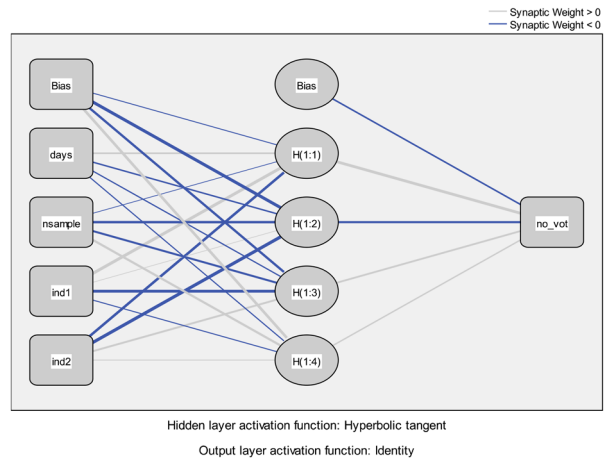 Synaptic Weight > 0
Synaptic Weight < 0
Bias
Bias
days
H(1:1)
nsample
H(1:2)
no_vot
ind1
H(1:3)
ind2
H(1:4)
Hidden layer activation function: Hyperbolic tangent
Output layer activation function: Identity